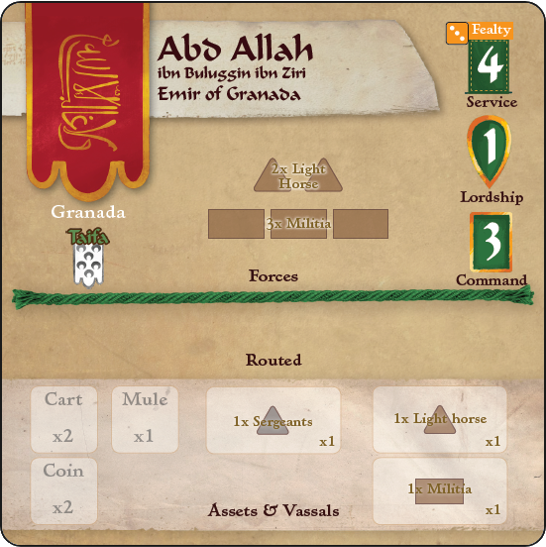 Abd Allah
ibn Buluggin ibn Ziri
Emir of Granada
Fealty
4
Service
1
Lordship
3
Command
Granada
Taifa
2x Light
Horse
3x Militia
Forces
Routed
Cart
x2
Mule
x1
1x Sergeants
x1
1x Light horse
x1
Coin
x2
1x Militia
x1
Assets & Vassals